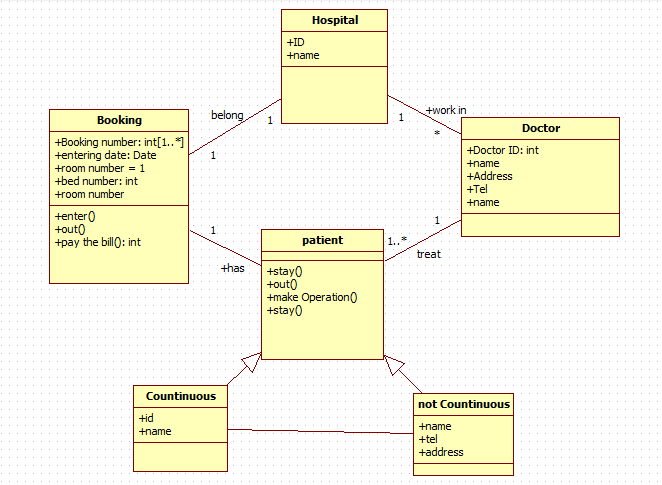 Hospital
+ID
+name
belong
1
1
+work in
1
*
Booking
+Booking number: int[1..*]
+entering date: Date
+room number = 1
+bed number: int
+room number
+enter()
+out()
+pay the bill(): int
Doctor
+Doctor ID: int
+name
+Address
+Tel
+name
1
+has
patient
+stay()
+out()
+make Operation()
+stay()
1
1..*
treat
Countinuous
+id
+name
not Countinuous
+name
+tel
+address